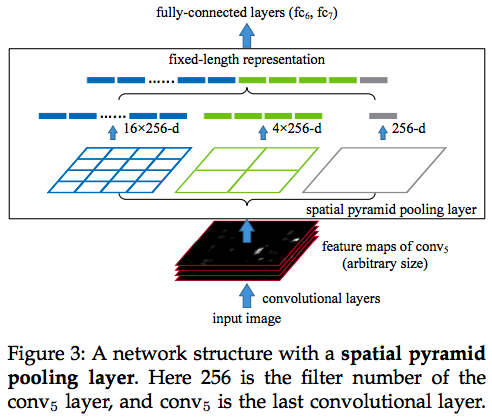 fully-connected layers (fc₆, fc₇)
fixed-length representation
......
......
16×256-d
4×256-d
256-d
spatial pyramid pooling layer
feature maps of conv₅
(arbitrary size)
convolutional layers
input image
Figure 3: A network structure with a spatial pyramid
pooling layer. Here 256 is the filter number of the
conv₅ layer, and conv₅ is the last convolutional layer.